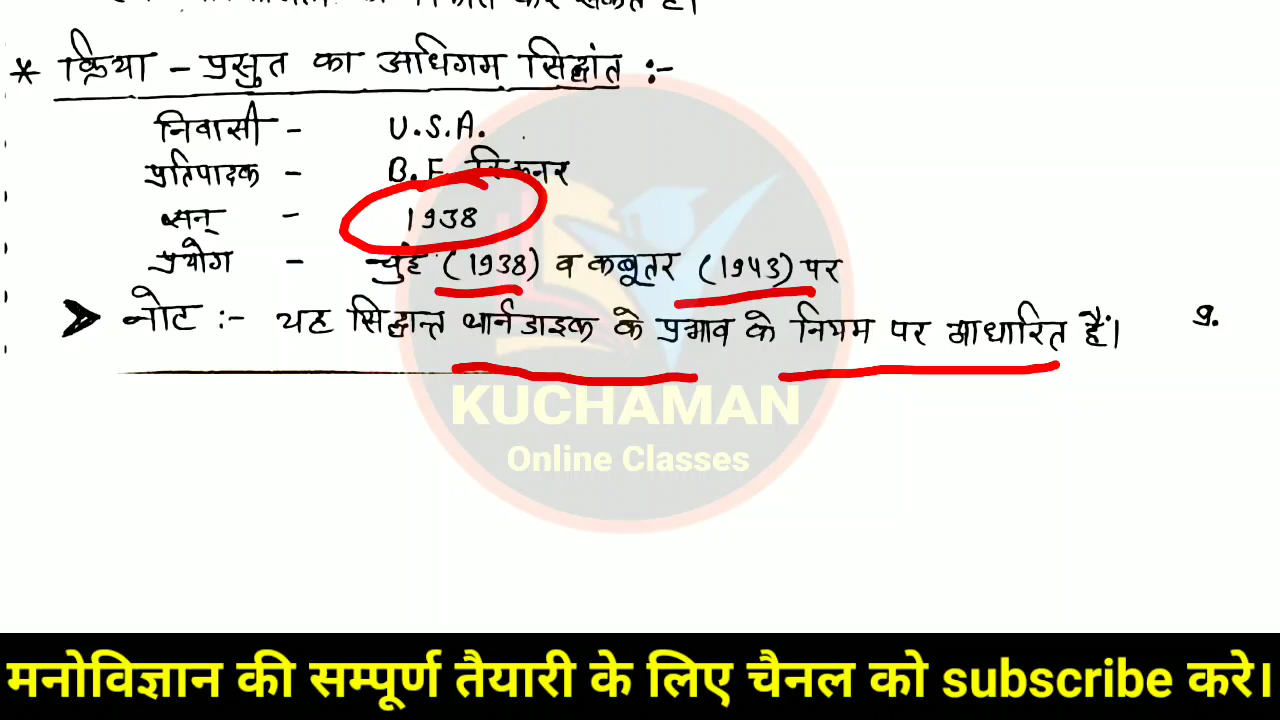 * क्रिया - प्रसुत का अधिगम सिद्धांत :-
निवासी - U.S.A.
प्रतिपादक - B.F. स्किनर
सन् - 1938
प्रयोग - चुहे (1938) व कबूतर (1943) पर
नोट :- यह सिद्धान्त थार्नडाइक के प्रभाव के नियम पर आधारित हैं।
9.
KUCHAMAN
Online Classes
मनोविज्ञान की सम्पूर्ण तैयारी के लिए चैनल को subscribe करे।